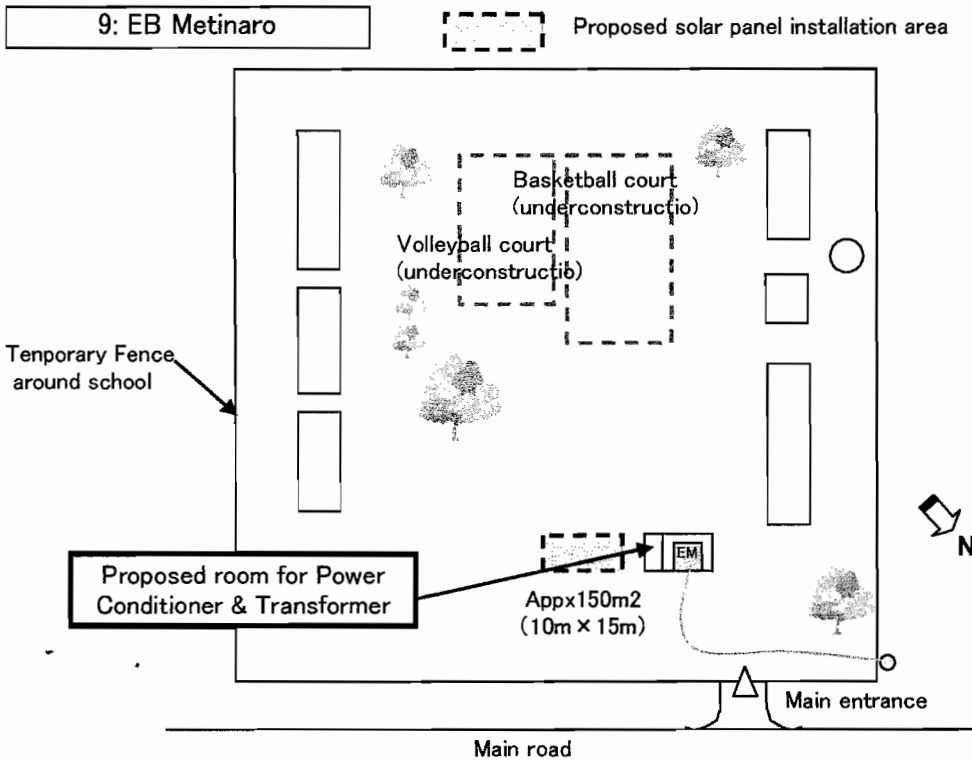 9: EB Metinaro
Proposed solar panel installation area
Basketball court
(underconstructio)
Volleyball court
(underconstructio)
Tenporary Fence
around school
N
EM
Proposed room for Power
Conditioner & Transformer
Appx150m2
(10m × 15m)
Main entrance
Main road